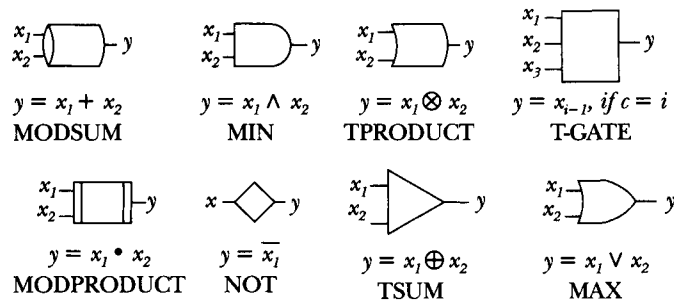 x₁ x₂ y x₁ x₂ y x₁ x₂ y x₁ x₂ x₃ y
y = x₁ + x₂ y = x₁ ∧ x₂ y = x₁ ⊗ x₂ y = xᵢ₋₁, if c = i
MODSUM MIN TPRODUCT T-GATE
x₁ x₂ y x y x₁ x₂ y x₁ x₂ y
y = x₁ • x₂ y = x̅₁ y = x₁ ⊕ x₂ y = x₁ ∨ x₂
MODPRODUCT NOT TSUM MAX